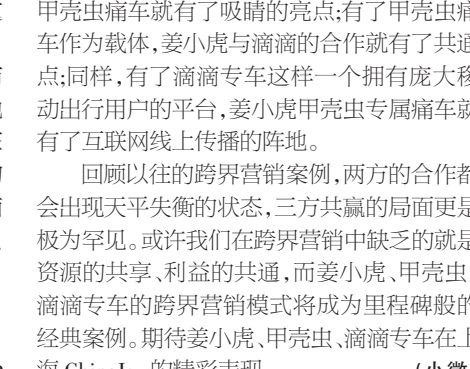 甲壳虫痛车就有了吸睛的亮点;有了甲壳虫痛
车作为载体,姜小虎与滴滴的合作就有了共通
点;同样,有了滴滴专车这样一个拥有庞大移
动出行用户的平台,姜小虎甲壳虫专属痛车就
有了互联网线上传播的阵地。
回顾以往的跨界营销案例,两方的合作都
会出现天平失衡的状态,三方共赢的局面更是
极为罕见。或许我们在跨界营销中缺乏的就是
资源的共享、利益的共通,而姜小虎、甲壳虫
滴滴专车的跨界营销模式将成为里程碑般的
经典案例。期待姜小虎、甲壳虫、滴滴专车在上
的精彩表现